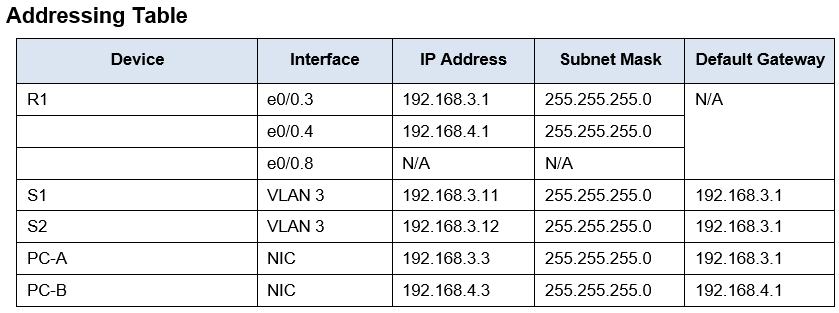 Addressing Table
Device Interface IP Address Subnet Mask Default Gateway
R1 e0/0.3 192.168.3.1 255.255.255.0 N/A
e0/0.4 192.168.4.1 255.255.255.0
e0/0.8 N/A N/A
S1 VLAN 3 192.168.3.11 255.255.255.0 192.168.3.1
S2 VLAN 3 192.168.3.12 255.255.255.0 192.168.3.1
PC-A NIC 192.168.3.3 255.255.255.0 192.168.3.1
PC-B NIC 192.168.4.3 255.255.255.0 192.168.4.1